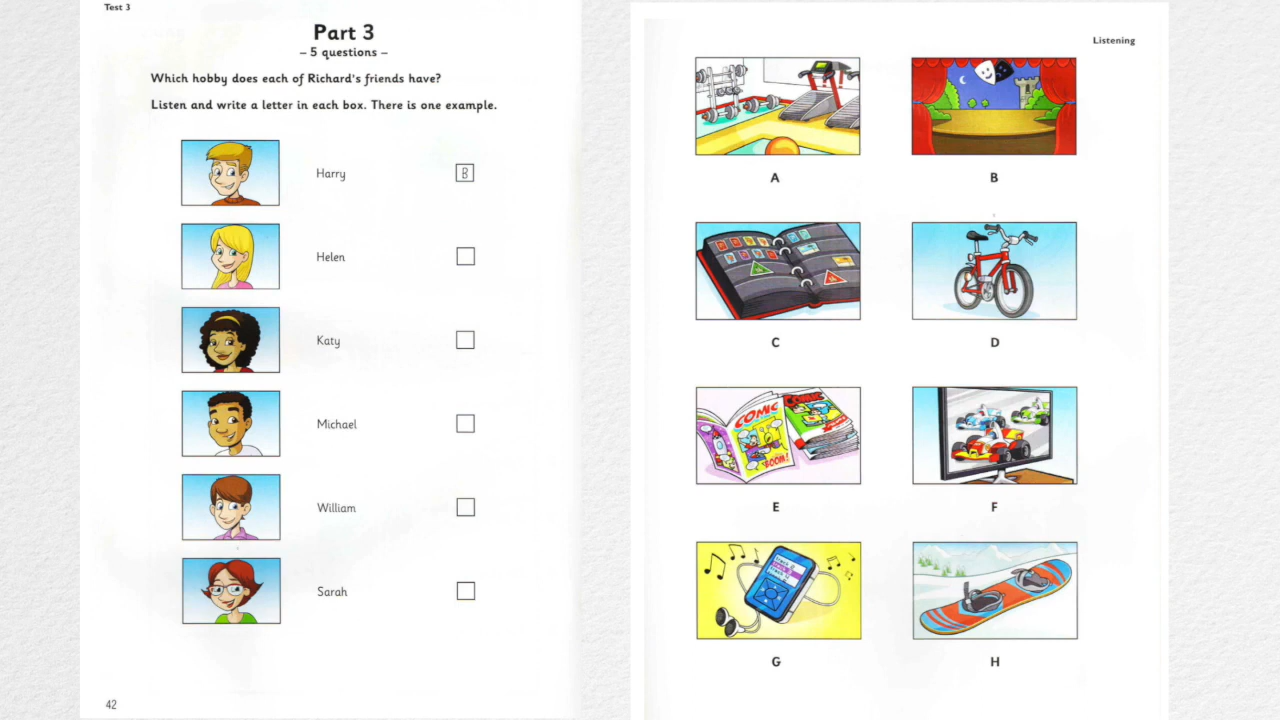 Test 3
Part 3
– 5 questions –
Which hobby does each of Richard's friends have?
Listen and write a letter in each box. There is one example.
Harry B
Helen
Katy
Michael
William
Sarah
42
Listening
A
B
C
D
COMIC
BOOM!
COMIC
E
F
G
H